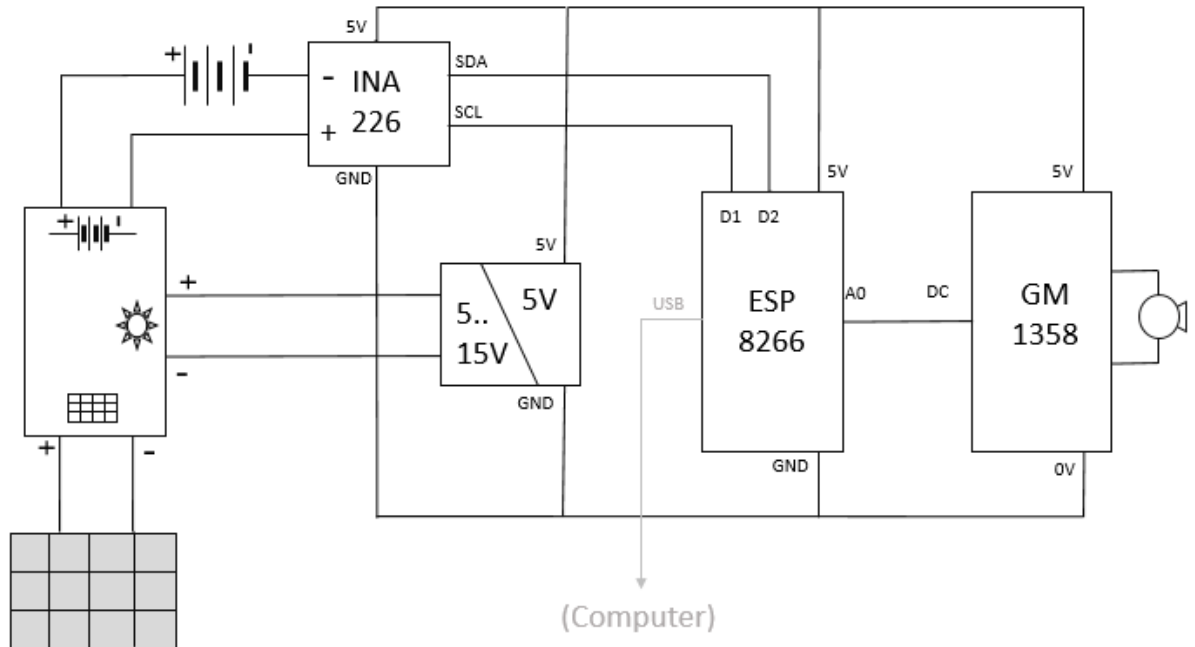 5V
+
-
INA
226
-
+
SDA
SCL
GND
5V
5V
+
-
D1 D2
5V
5..
15V
5V
+
-
USB
ESP
8266
A0
DC
GM
1358
GND
GND
0V
+
-
(Computer)